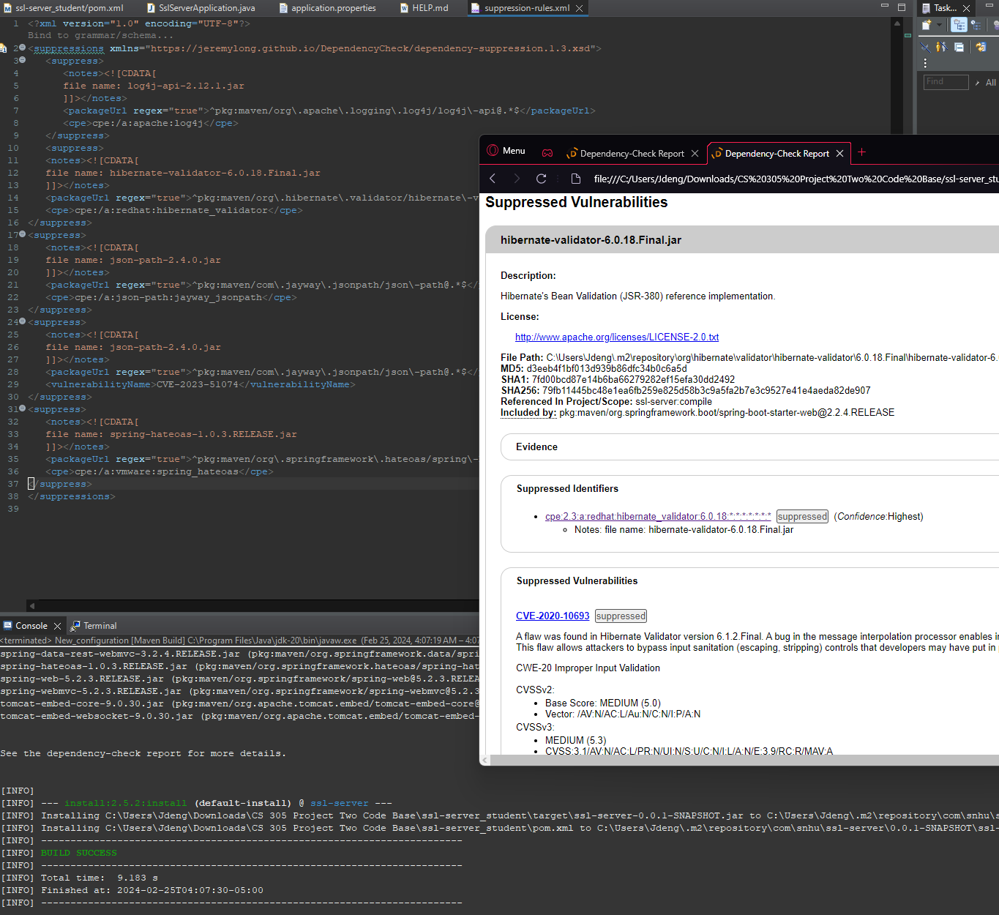 ssl-server_student/pom.xml
SslServerApplication.java
application.properties
HELP.md
suppression-rules.xml
Task...
1 <?xml version="1.0" encoding="UTF-8"?>
Bind to grammar/schema...
2 <suppressions xmlns="https://jeremylong.github.io/DependencyCheck/dependency-suppression.1.3.xsd">
3 <suppress>
4 <notes><![CDATA[
5 file name: log4j-api-2.12.1.jar
6 ]]></notes>
7 <packageUrl regex="true">^pkg:maven/org\.apache\.logging\.log4j/log4j\-api@.*$</packageUrl>
8 <cpe>cpe:/a:apache:log4j</cpe>
9 </suppress>
10 <suppress>
11 <notes><![CDATA[
12 file name: hibernate-validator-6.0.18.Final.jar
13 ]]></notes>
14 <packageUrl regex="true">^pkg:maven/org\.hibernate\.validator/hibernate\-v
15 <cpe>cpe:/a:redhat:hibernate_validator</cpe>
16 </suppress>
17 <suppress>
18 <notes><![CDATA[
19 file name: json-path-2.4.0.jar
20 ]]></notes>
21 <packageUrl regex="true">^pkg:maven/com\.jayway\.jsonpath/json\-path@.*$</
22 <cpe>cpe:/a:json-path:jayway_jsonpath</cpe>
23 </suppress>
24 <suppress>
25 <notes><![CDATA[
26 file name: json-path-2.4.0.jar
27 ]]></notes>
28 <packageUrl regex="true">^pkg:maven/com\.jayway\.jsonpath/json\-path@.*$</
29 <vulnerabilityName>CVE-2023-51074</vulnerabilityName>
30 </suppress>
31 <suppress>
32 <notes><![CDATA[
33 file name: spring-hateoas-1.0.3.RELEASE.jar
34 ]]></notes>
35 <packageUrl regex="true">^pkg:maven/org\.springframework\.hateoas/spring\-
36 <cpe>cpe:/a:vmware:spring_hateoas</cpe>
37 </suppress>
38 </suppressions>
39
Find
All
Menu
Dependency-Check Report
Dependency-Check Report
file:///C:/Users/Jdeng/Downloads/CS%20305%20Project%20Two%20Code%20Base/ssl-server_stu
Suppressed Vulnerabilities
hibernate-validator-6.0.18.Final.jar
Description:
Hibernate's Bean Validation (JSR-380) reference implementation.
License:
http://www.apache.org/licenses/LICENSE-2.0.txt
File Path: C:\Users\Jdeng\.m2\repository\org\hibernate\validator\hibernate-validator\6.0.18.Final\hibernate-validator-6.0
MD5: d3eeb4f1bf013d939b86dfc34b0c6a5d
SHA1: 7fd00bcd87e14b6ba66279282ef15efa30dd2492
SHA256: 79fb11445bc48e1ea6fb259e825d58b3c9a5fa2b7e3c9527e41e4aeda82de907
Referenced In Project/Scope: ssl-server:compile
Included by: pkg:maven/org.springframework.boot/spring-boot-starter-web@2.2.4.RELEASE
Evidence
Suppressed Identifiers
• cpe:2.3:a:redhat:hibernate_validator:6.0.18:*:*:*:*:*:*:* suppressed (Confidence:Highest)
Notes: file name: hibernate-validator-6.0.18.Final.jar
Suppressed Vulnerabilities
CVE-2020-10693 suppressed
A flaw was found in Hibernate Validator version 6.1.2.Final. A bug in the message interpolation processor enables in
This flaw allows attackers to bypass input sanitation (escaping, stripping) controls that developers may have put in
CWE-20 Improper Input Validation
CVSSv2:
• Base Score: MEDIUM (5.0)
• Vector: /AV:N/AC:L/Au:N/C:N/I:P/A:N
CVSSv3:
• MEDIUM (5.3)
• CVSS:3.1/AV:N/AC:L/PR:N/UI:N/S:U/C:N/I:L/A:N/E:3.9/RC:R/MAV:A
Console
Terminal
<terminated> New_configuration [Maven Build] C:\Program Files\Java\jdk-20\bin\javaw.exe (Feb 25, 2024, 4:07:19 AM – 4:07
spring-data-rest-webmvc-3.2.4.RELEASE.jar (pkg:maven/org.springframework.data/spri
spring-hateoas-1.0.3.RELEASE.jar (pkg:maven/org.springframework.hateoas/spring-hat
spring-web-5.2.3.RELEASE.jar (pkg:maven/org.springframework/spring-web@5.2.3.RELEA
spring-webmvc-5.2.3.RELEASE.jar (pkg:maven/org.springframework/spring-webmvc@5.2.3
tomcat-embed-core-9.0.30.jar (pkg:maven/org.apache.tomcat.embed/tomcat-embed-core@
tomcat-embed-websocket-9.0.30.jar (pkg:maven/org.apache.tomcat.embed/tomcat-embed-
See the dependency-check report for more details.
[INFO]
[INFO] --- install:2.5.2:install (default-install) @ ssl-server ---
[INFO] Installing C:\Users\Jdeng\Downloads\CS 305 Project Two Code Base\ssl-server_student\target\ssl-server-0.0.1-SNAPSHOT.jar to C:\Users\Jdeng\.m2\repository\com\snhu\s
[INFO] Installing C:\Users\Jdeng\Downloads\CS 305 Project Two Code Base\ssl-server_student\pom.xml to C:\Users\Jdeng\.m2\repository\com\snhu\ssl-server\0.0.1-SNAPSHOT\ssl-
[INFO] ------------------------------------------------------------------------
[INFO] BUILD SUCCESS
[INFO] ------------------------------------------------------------------------
[INFO] Total time: 9.183 s
[INFO] Finished at: 2024-02-25T04:07:30-05:00
[INFO] ------------------------------------------------------------------------